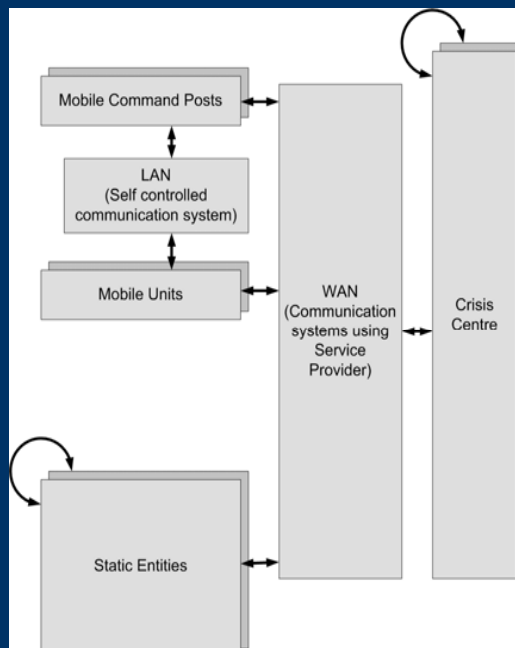 Mobile Command Posts
LAN
(Self controlled
communication system)
Mobile Units
WAN
(Communication
systems using
Service
Provider)
Crisis
Centre
Static Entities